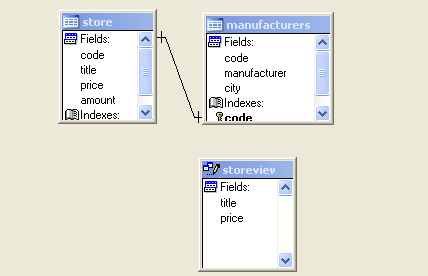 store
Fields:
code
title
price
amount
Indexes:
manufacturers
Fields:
code
manufacturer
city
Indexes:
code
storeview
Fields:
title
price